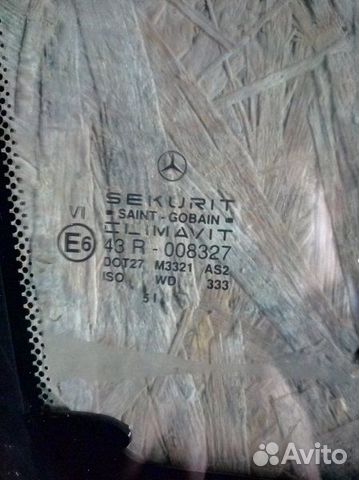 SEKURIT
SAINT-GOBAIN
CLIMAVIT
VI
E6 43 R - 008327
DOT27 M3321 AS2
ISO WD 333
51
Avito